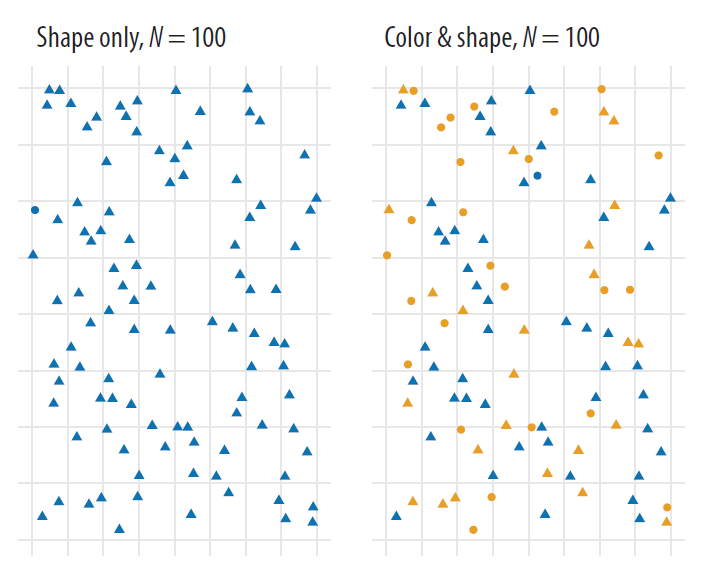 Shape only, N = 100
Color & shape, N = 100